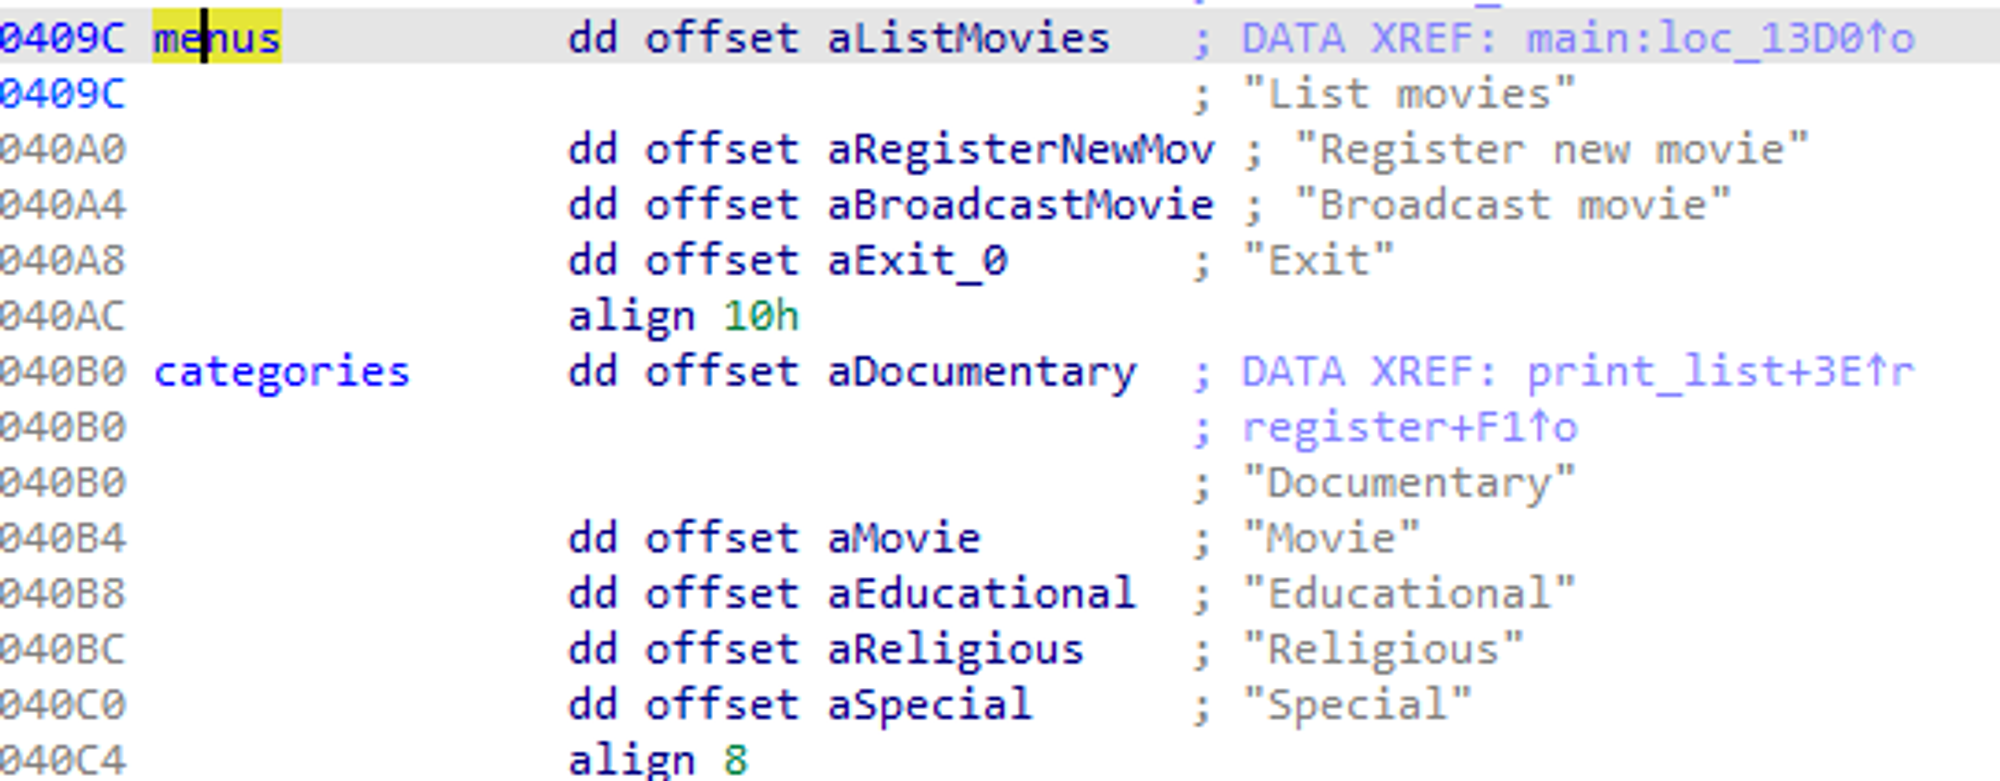 0409C menus dd offset aListMovies ; DATA XREF: main:loc_13D0↑o
0409C ; "List movies"
040A0 dd offset aRegisterNewMov ; "Register new movie"
040A4 dd offset aBroadcastMovie ; "Broadcast movie"
040A8 dd offset aExit_0 ; "Exit"
040AC align 10h
040B0 categories dd offset aDocumentary ; DATA XREF: print_list+3E↑r
040B0 ; register+F1↑o
040B0 ; "Documentary"
040B4 dd offset aMovie ; "Movie"
040B8 dd offset aEducational ; "Educational"
040BC dd offset aReligious ; "Religious"
040C0 dd offset aSpecial ; "Special"
040C4 align 8